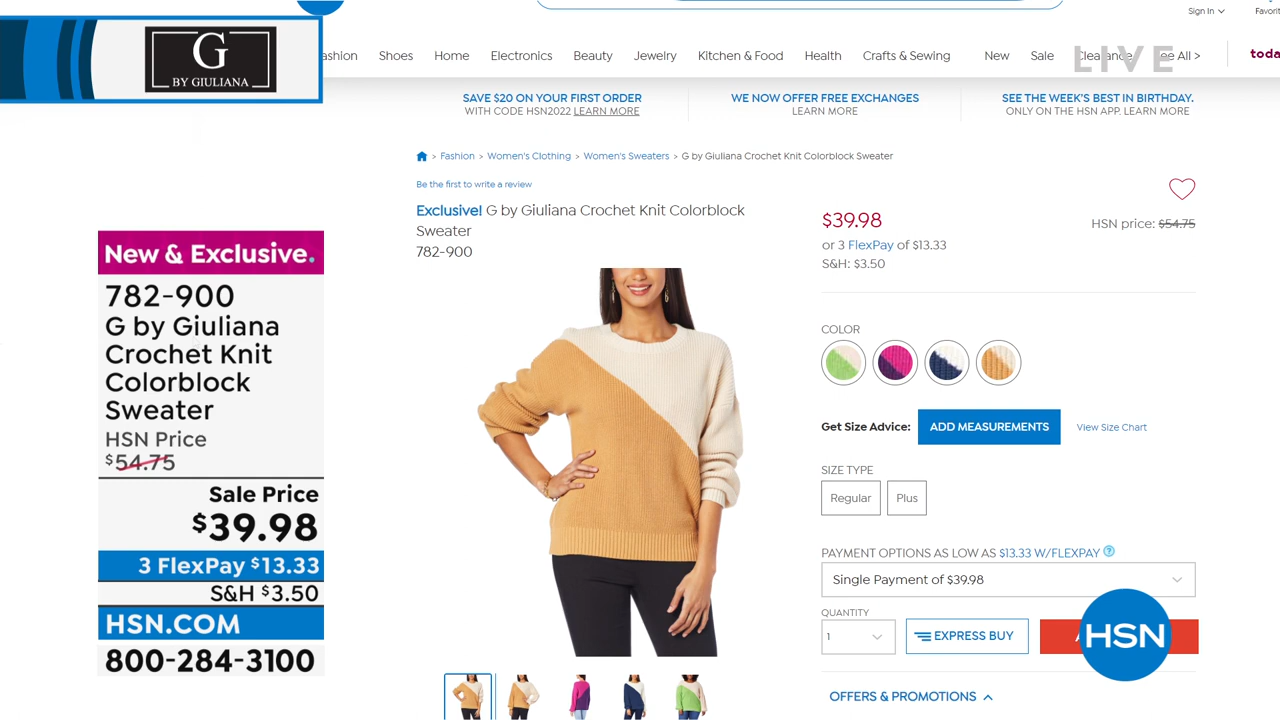 G
BY GIULIANA
Sign In
Favorit
ashion Shoes Home Electronics Beauty Jewelry Kitchen & Food Health Crafts & Sewing New Sale Clearance See All >
LIVE
toda
SAVE $20 ON YOUR FIRST ORDER
WITH CODE HSN2022 LEARN MORE
WE NOW OFFER FREE EXCHANGES
LEARN MORE
SEE THE WEEK'S BEST IN BIRTHDAY.
ONLY ON THE HSN APP. LEARN MORE
> Fashion > Women's Clothing > Women's Sweaters > G by Giuliana Crochet Knit Colorblock Sweater
Be the first to write a review
Exclusive! G by Giuliana Crochet Knit Colorblock
Sweater
782-900
$39.98
HSN price: $54.75
or 3 FlexPay of $13.33
S&H: $3.50
COLOR
Get Size Advice: ADD MEASUREMENTS View Size Chart
SIZE TYPE
Regular Plus
PAYMENT OPTIONS AS LOW AS $13.33 W/FLEXPAY ?
Single Payment of $39.98
QUANTITY
1
EXPRESS BUY
HSN
OFFERS & PROMOTIONS
New & Exclusive.
782-900
G by Giuliana
Crochet Knit
Colorblock
Sweater
HSN Price
$54.75
Sale Price
$39.98
3 FlexPay $13.33
S&H $3.50
HSN.COM
800-284-3100